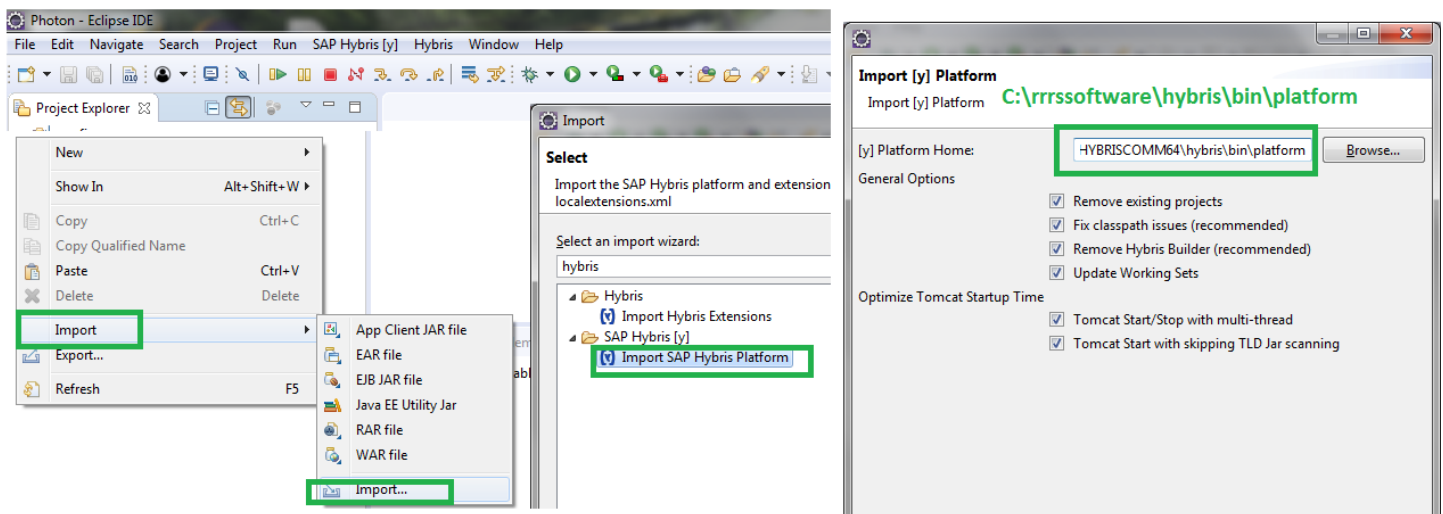 Photon - Eclipse IDE
File Edit Navigate Search Project Run SAP Hybris [y] Hybris Window Help
Project Explorer
New
Show In Alt+Shift+W
Copy Ctrl+C
Copy Qualified Name
Paste Ctrl+V
Delete Delete
Import
Export...
Refresh F5
App Client JAR file
EAR file
EJB JAR file
Java EE Utility Jar
RAR file
WAR file
Import...
Import
Select
Import the SAP Hybris platform and extension
localextensions.xml
Select an import wizard:
hybris
Hybris
Import Hybris Extensions
SAP Hybris [y]
Import SAP Hybris Platform
Import [y] Platform
Import [y] Platform
C:\rrrssoftware\hybris\bin\platform
[y] Platform Home: HYBRISCOMM64\hybris\bin\platform Browse...
General Options
Remove existing projects
Fix classpath issues (recommended)
Remove Hybris Builder (recommended)
Update Working Sets
Optimize Tomcat Startup Time
Tomcat Start/Stop with multi-thread
Tomcat Start with skipping TLD Jar scanning